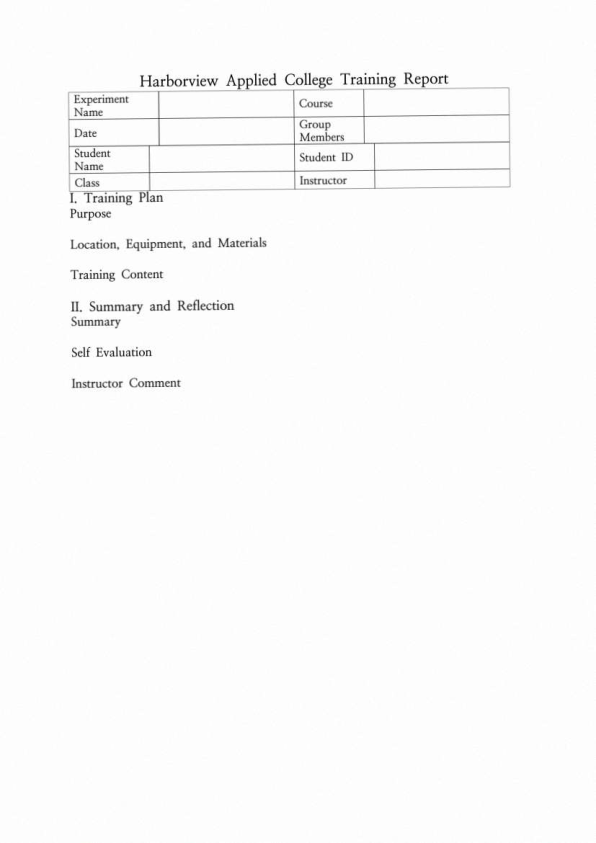 Harborview Applied College Training Report
Experiment
Name
Course
Date
Group
Members
Student
Name
Student ID
Class
Instructor
I. Training Plan
Purpose
Location, Equipment, and Materials
Training Content
II. Summary and Reflection
Summary
Self Evaluation
Instructor Comment